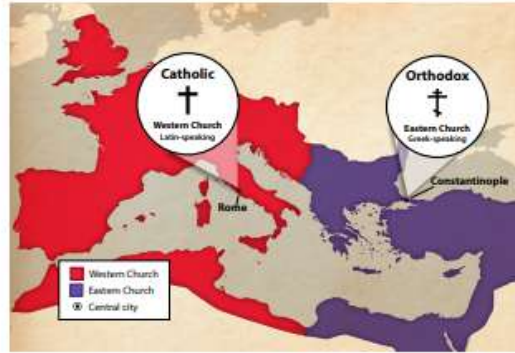 Catholic
Western Church
Latin-speaking
Orthodox
Eastern Church
Greek-speaking
Constantinople
Rome
Western Church
Eastern Church
Central city